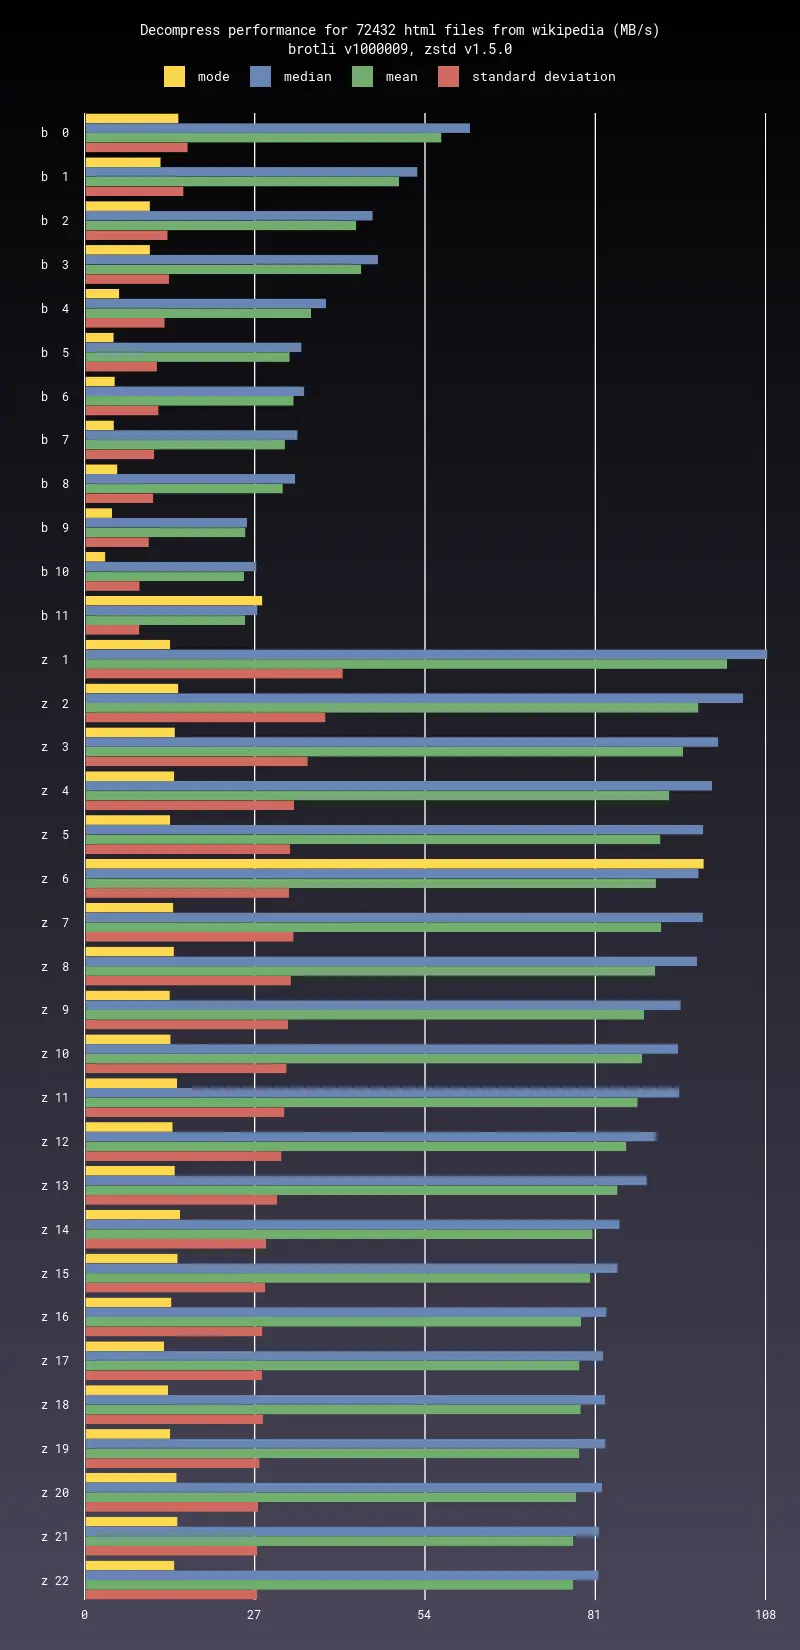 Decompress performance for 72432 html files from wikipedia (MB/s)
brotli v1000009, zstd v1.5.0
mode median mean standard deviation
b 0
b 1
b 2
b 3
b 4
b 5
b 6
b 7
b 8
b 9
b 10
b 11
z 1
z 2
z 3
z 4
z 5
z 6
z 7
z 8
z 9
z 10
z 11
z 12
z 13
z 14
z 15
z 16
z 17
z 18
z 19
z 20
z 21
z 22
0 27 54 81 108